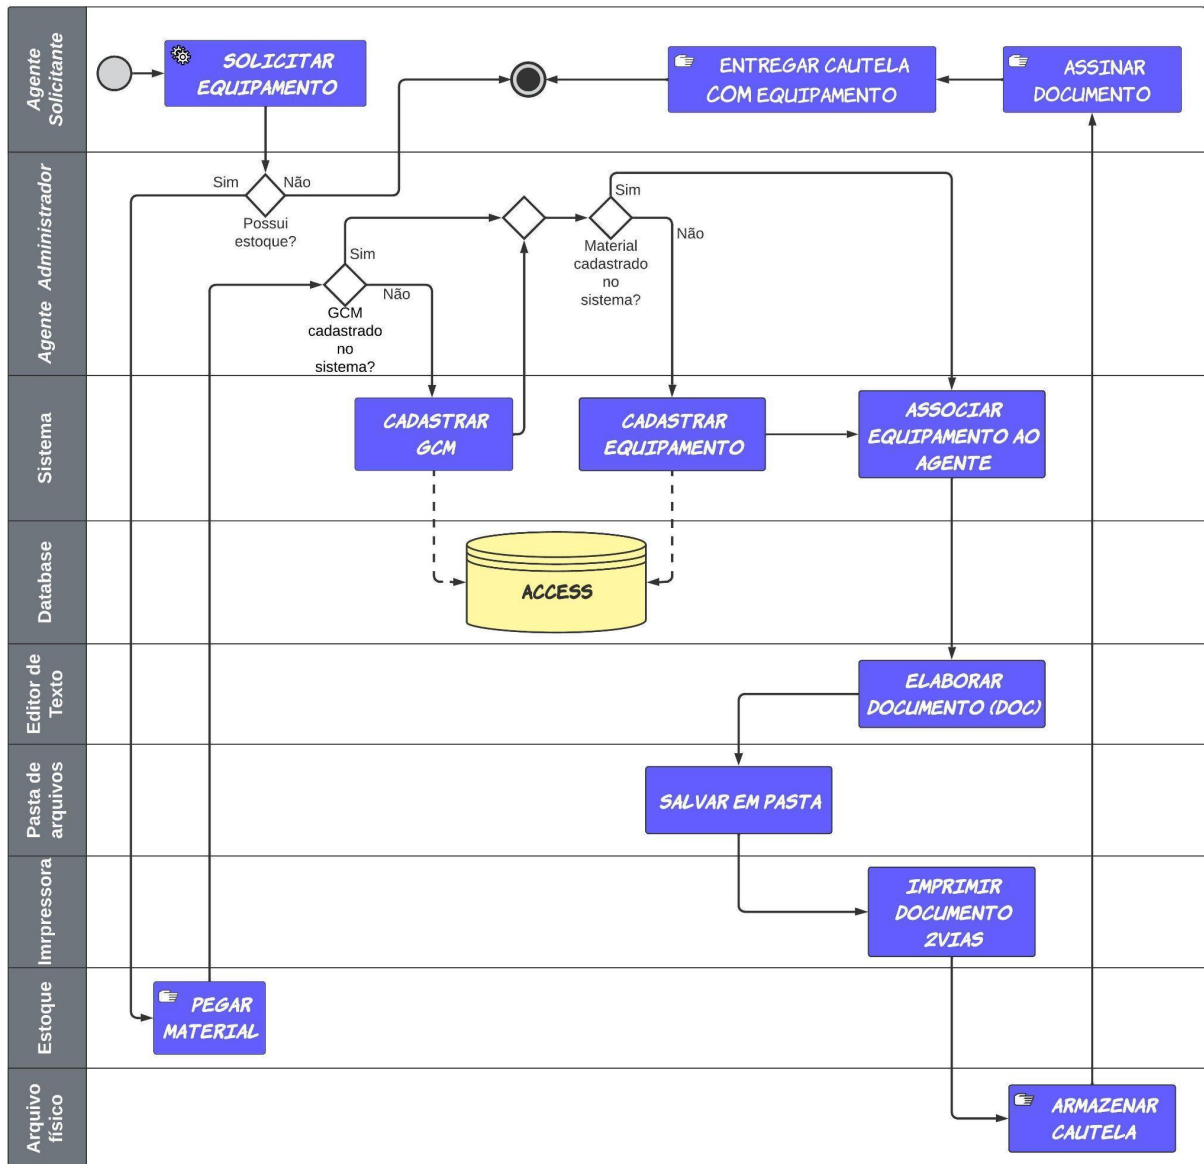 Agente
Solicitante
SOLICITAR
EQUIPAMENTO
ENTREGAR CAUTELA
COM EQUIPAMENTO
ASSINAR
DOCUMENTO
Agente Administrador
Sim
Não
Possui
estoque?
Sim
Não
GCM
cadastrado
no
sistema?
Sim
Não
Material
cadastrado
no
sistema?
Sistema
CADASTRAR
GCM
CADASTRAR
EQUIPAMENTO
ASSOCIAR
EQUIPAMENTO AO
AGENTE
Database
ACCESS
Editor de
Texto
ELABORAR
DOCUMENTO (DOC)
Pasta de
arquivos
SALVAR EM PASTA
Imrpressora
IMPRIMIR
DOCUMENTO
2VIAS
Estoque
PEGAR
MATERIAL
Arquivo
físico
ARMAZENAR
CAUTELA